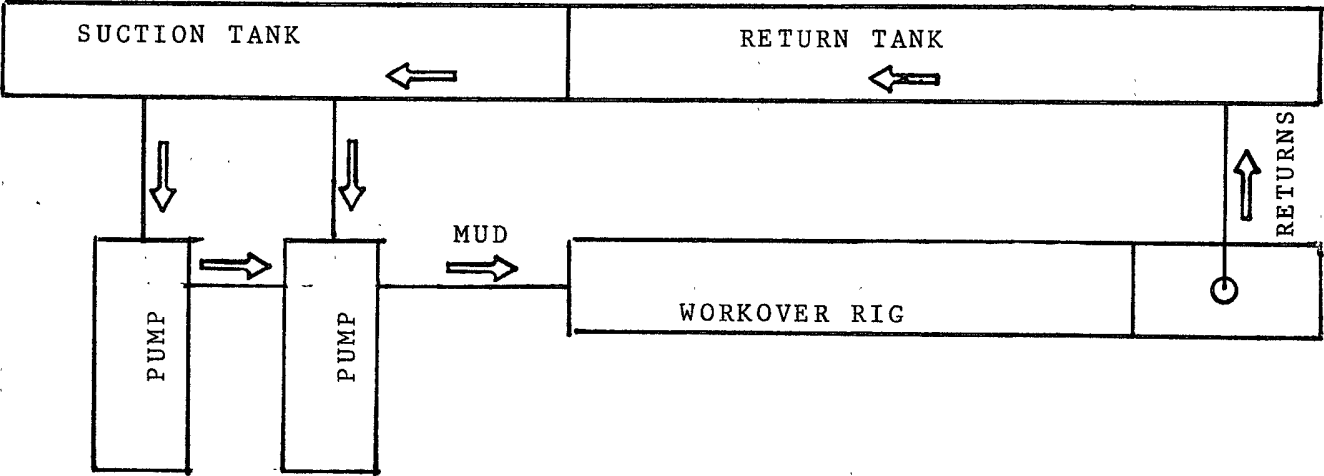 SUCTION TANK
RETURN TANK
RETURNS
MUD
WORKOVER RIG
PUMP
PUMP